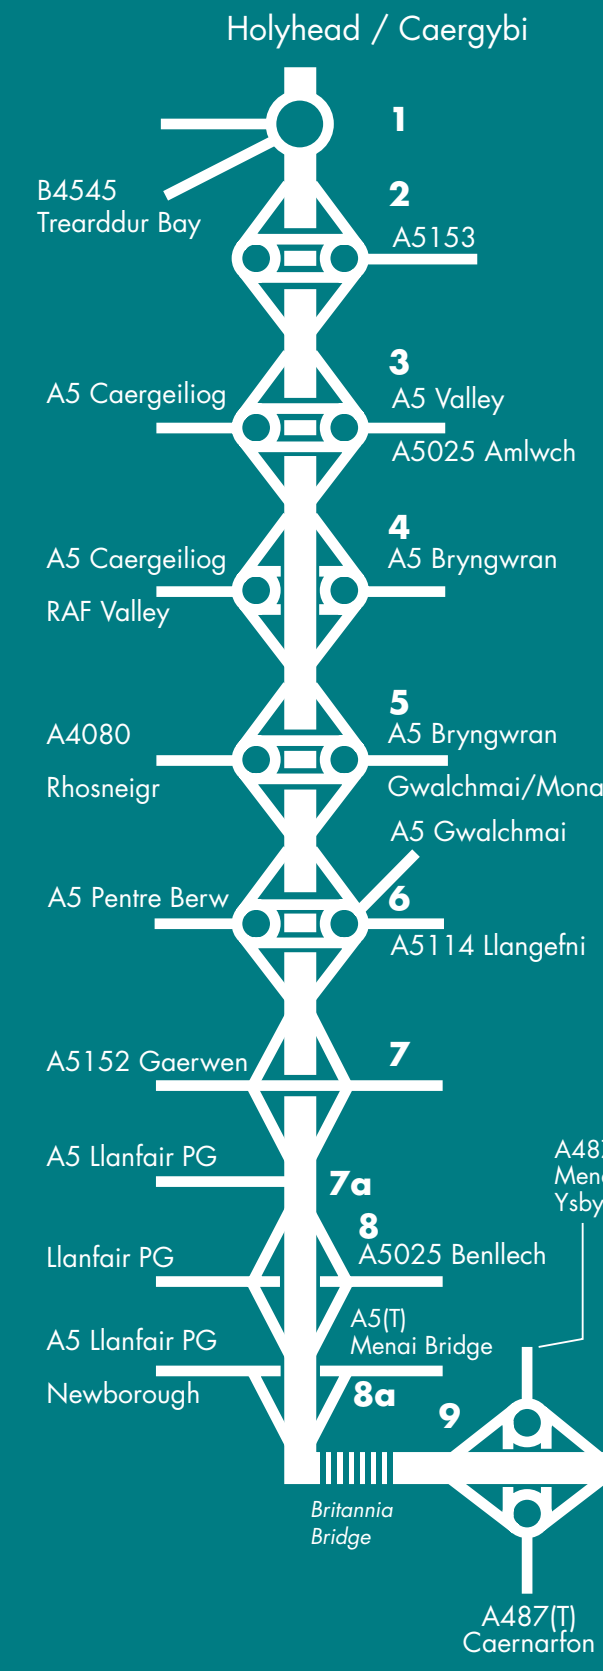 Holyhead / Caergybi
1
B4545
Trearddur Bay
2
A5153
3
A5 Caergeiliog
A5 Valley
A5025 Amlwch
4
A5 Caergeiliog
A5 Bryngwran
RAF Valley
5
A4080
A5 Bryngwran
Rhosneigr
Gwalchmai/Mona
A5 Gwalchmai
A5 Pentre Berw
6
A5114 Llangefni
7
A5152 Gaerwen
A5 Llanfair PG
7a
8
Llanfair PG
A5025 Benllech
A5(T)
Menai Bridge
A5 Llanfair PG
Newborough
8a
9
Britannia
Bridge
A487(T)
Caernarfon